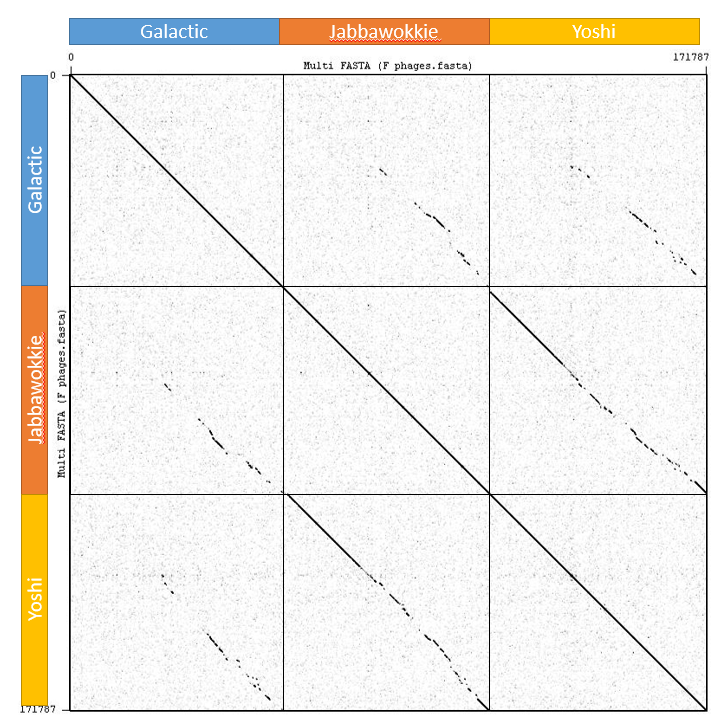 Galactic Jabbawokkie Yoshi
0 171787
Multi FASTA (F phages.fasta)
0
Galactic
Jabbawokkie
Multi FASTA (F phages.fasta)
Yoshi
171787